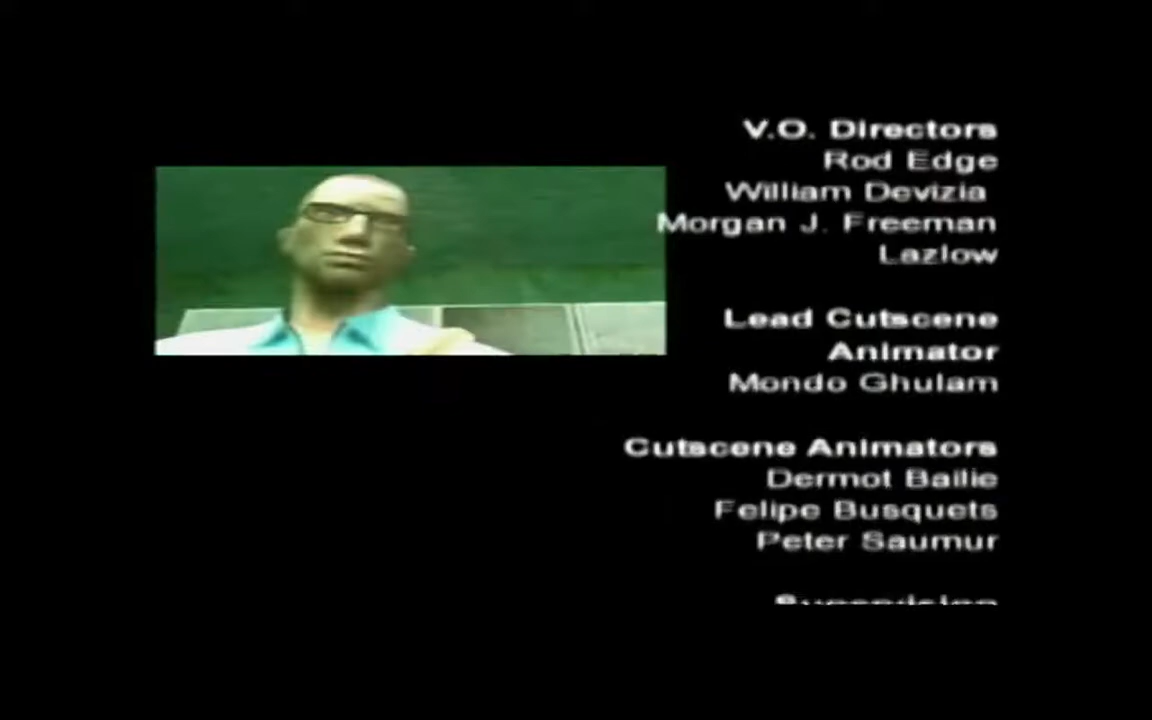 V.O. Directors
Rod Edge
William Devizia
Morgan J. Freeman
Lazlow
Lead Cutscene
Animator
Mondo Ghulam
Cutscene Animators
Dermot Bailie
Felipe Busquets
Peter Saumur